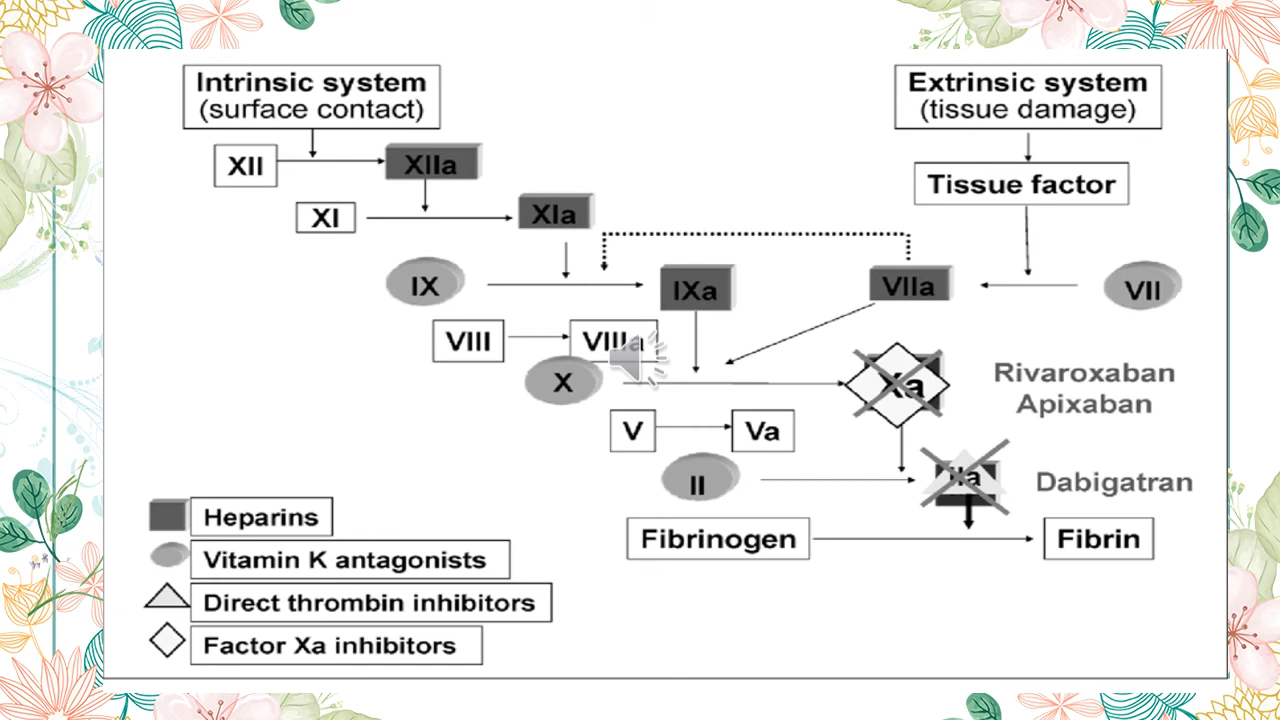 Intrinsic system
(surface contact)
Extrinsic system
(tissue damage)
XII
XIIa
Tissue factor
XI
XIa
IX
IXa
VIIa
VII
VIII
VIIIa
X
Xa
Rivaroxaban
Apixaban
V
Va
II
IIa
Dabigatran
Fibrinogen
Fibrin
Heparins
Vitamin K antagonists
Direct thrombin inhibitors
Factor Xa inhibitors